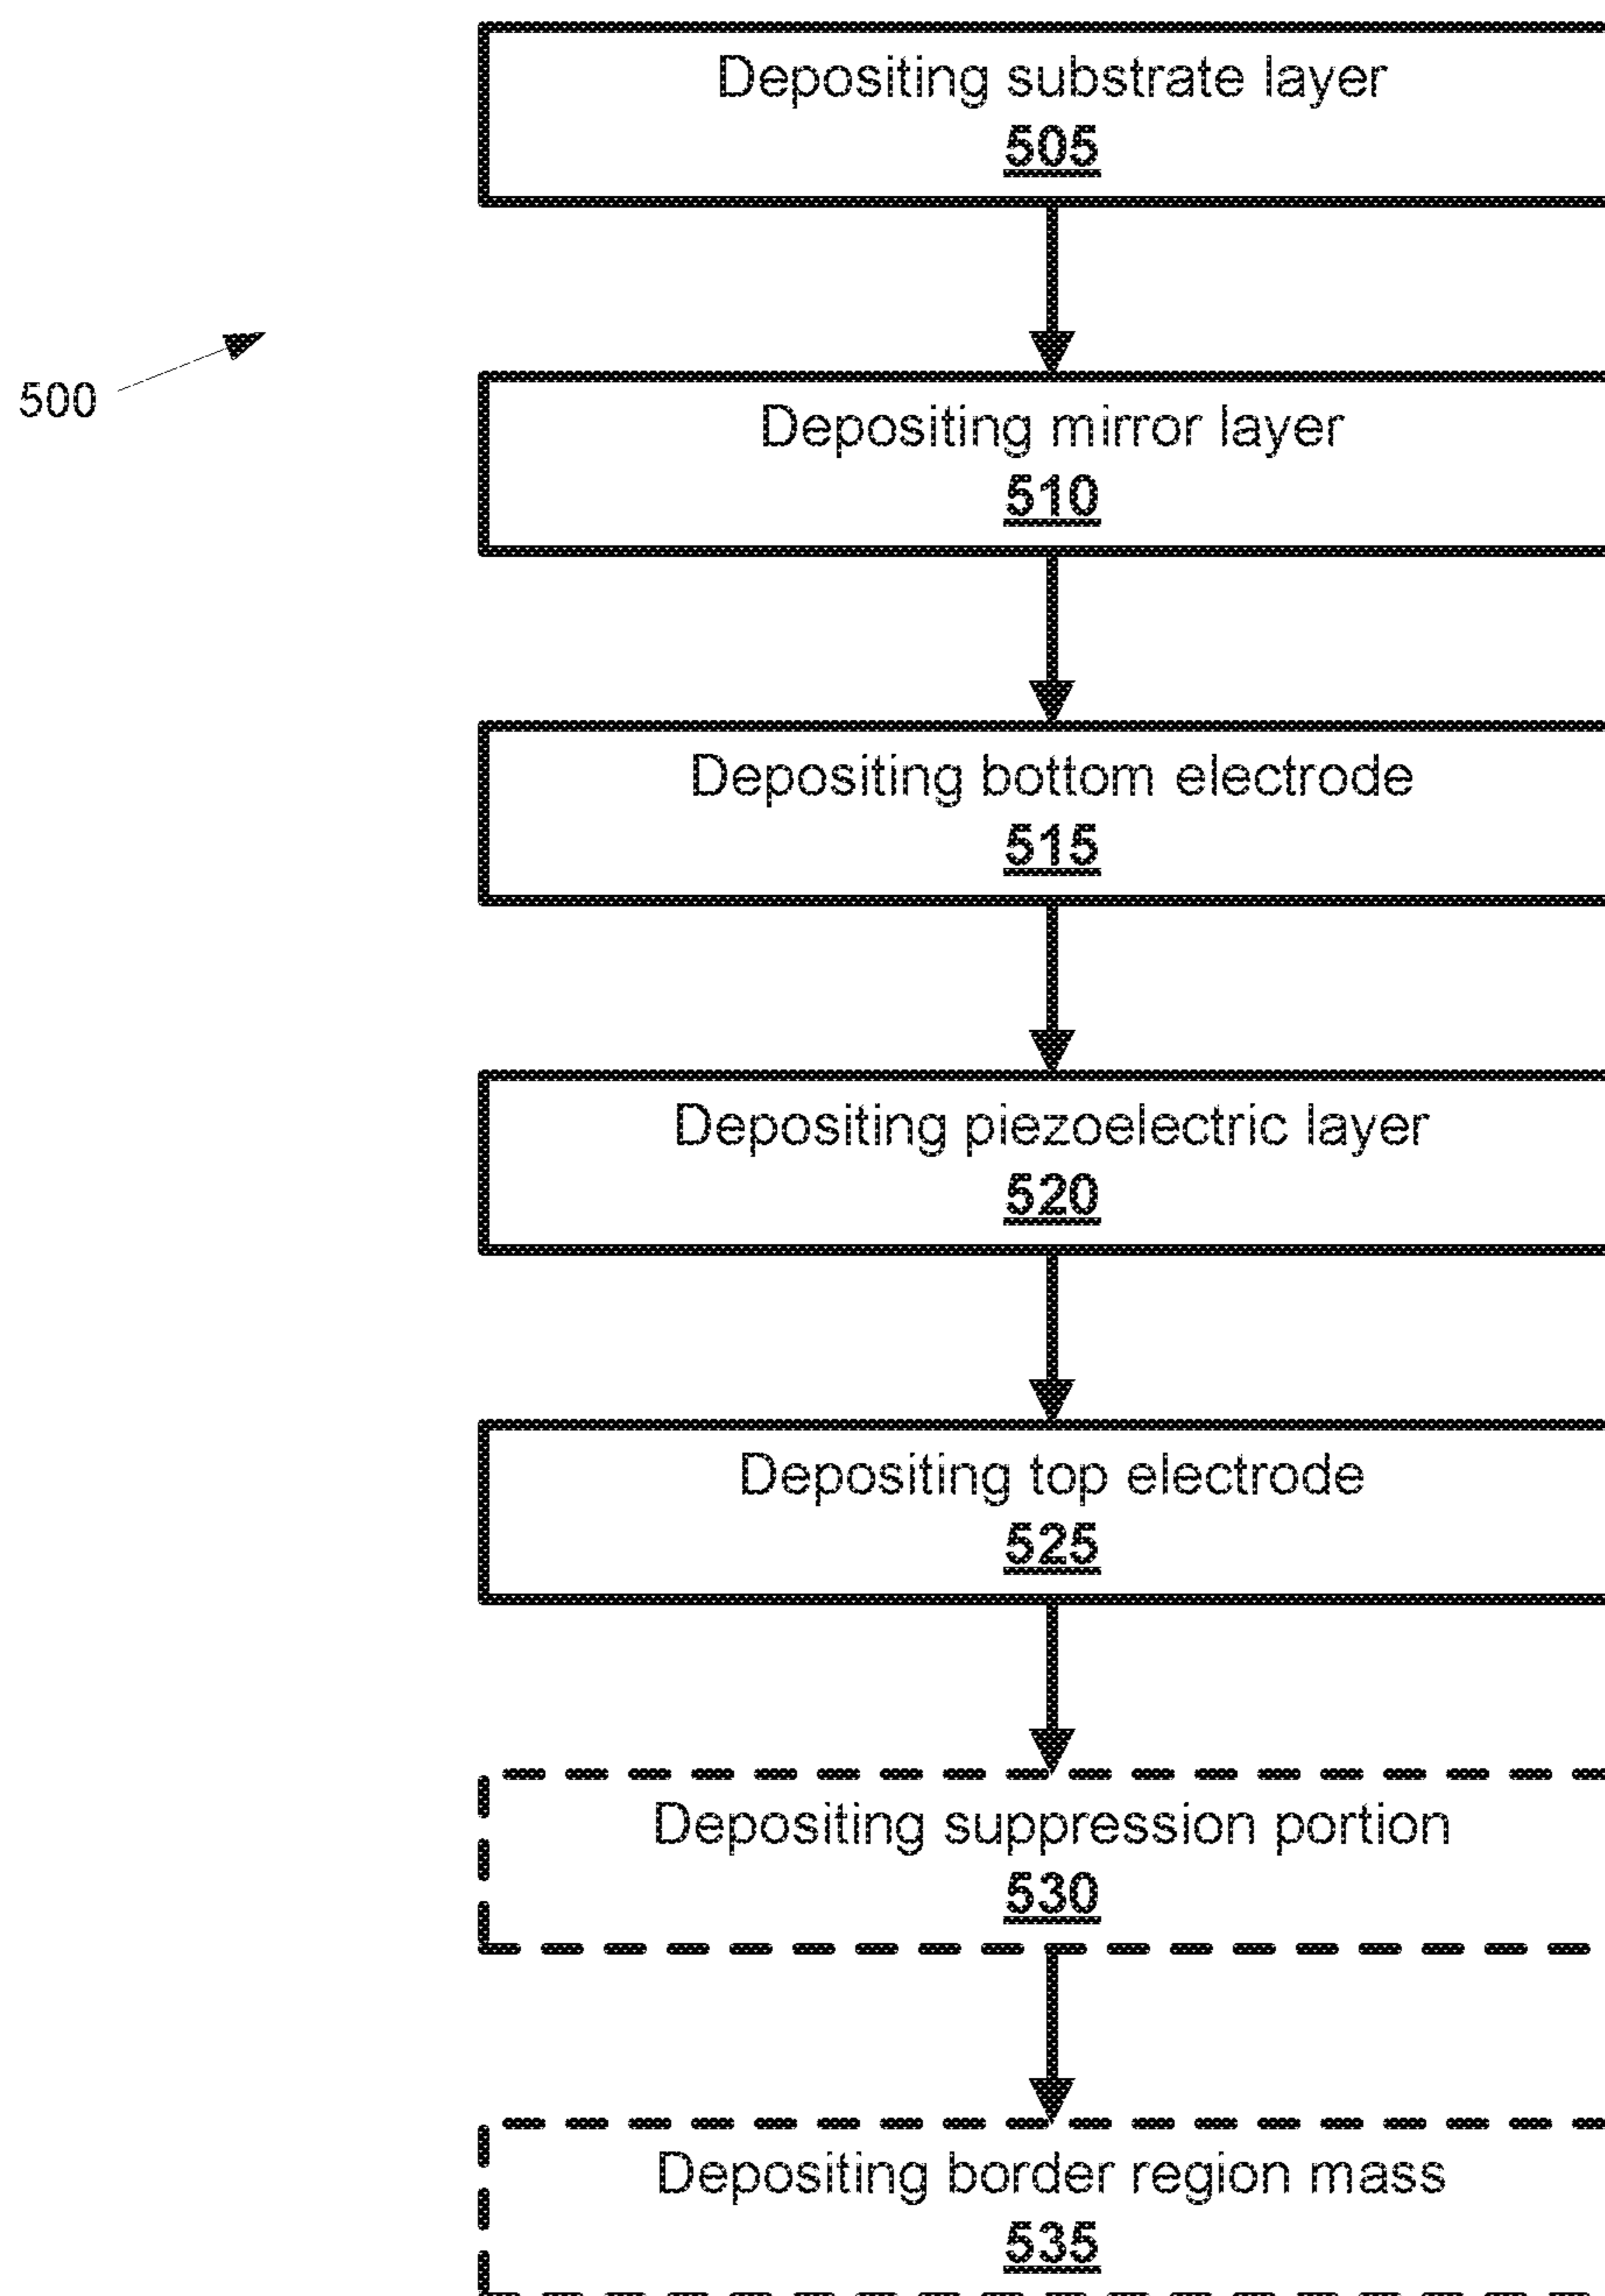 Depositing substrate layer
505
500
Depositing mirror layer
510
Depositing bottom electrode
515
Depositing piezoelectric layer
520
Depositing top electrode
525
Depositing suppression portion
530
Depositing border region mass
535